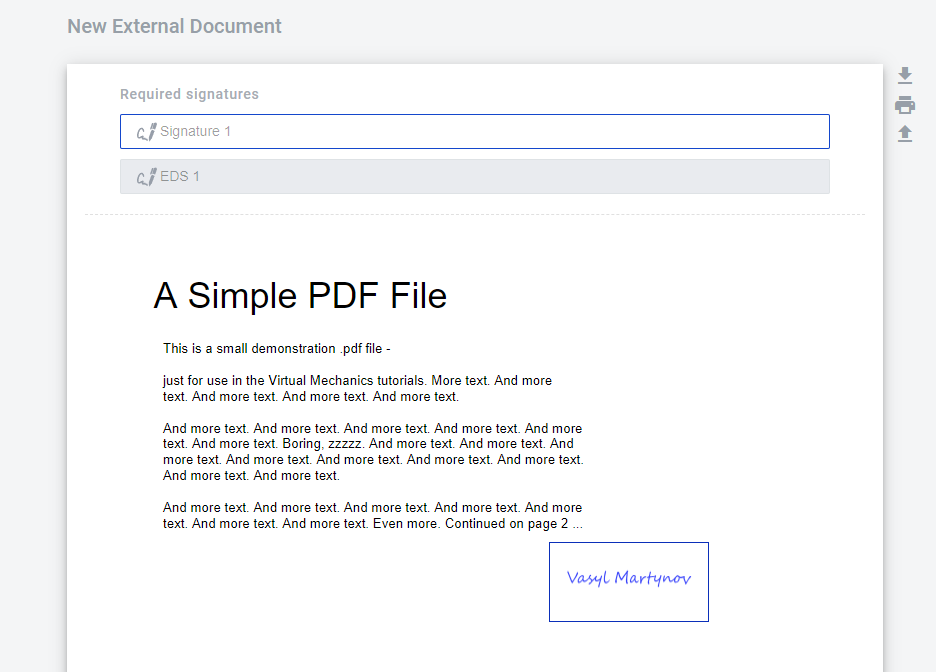 New External Document
Required signatures
Signature 1
EDS 1
A Simple PDF File
This is a small demonstration .pdf file -
just for use in the Virtual Mechanics tutorials. More text. And more
text. And more text. And more text. And more text.
And more text. And more text. And more text. And more text. And more
text. And more text. Boring, zzzzz. And more text. And more text. And
more text. And more text. And more text. And more text. And more text.
And more text. And more text.
And more text. And more text. And more text. And more text. And more
text. And more text. And more text. Even more. Continued on page 2 ...
Vasyl Martynov